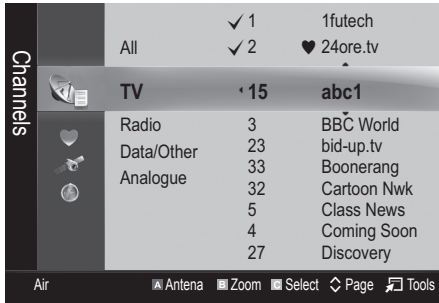 Channels
✓ 1 1futech
All ✓ 2 ♥ 24ore.tv
TV 15 abc1
Radio 3 BBC World
Data/Other 23 bid-up.tv
Analogue 33 Boonerang
32 Cartoon Nwk
5 Class News
4 Coming Soon
27 Discovery
Air A Antena B Zoom C Select Page Tools